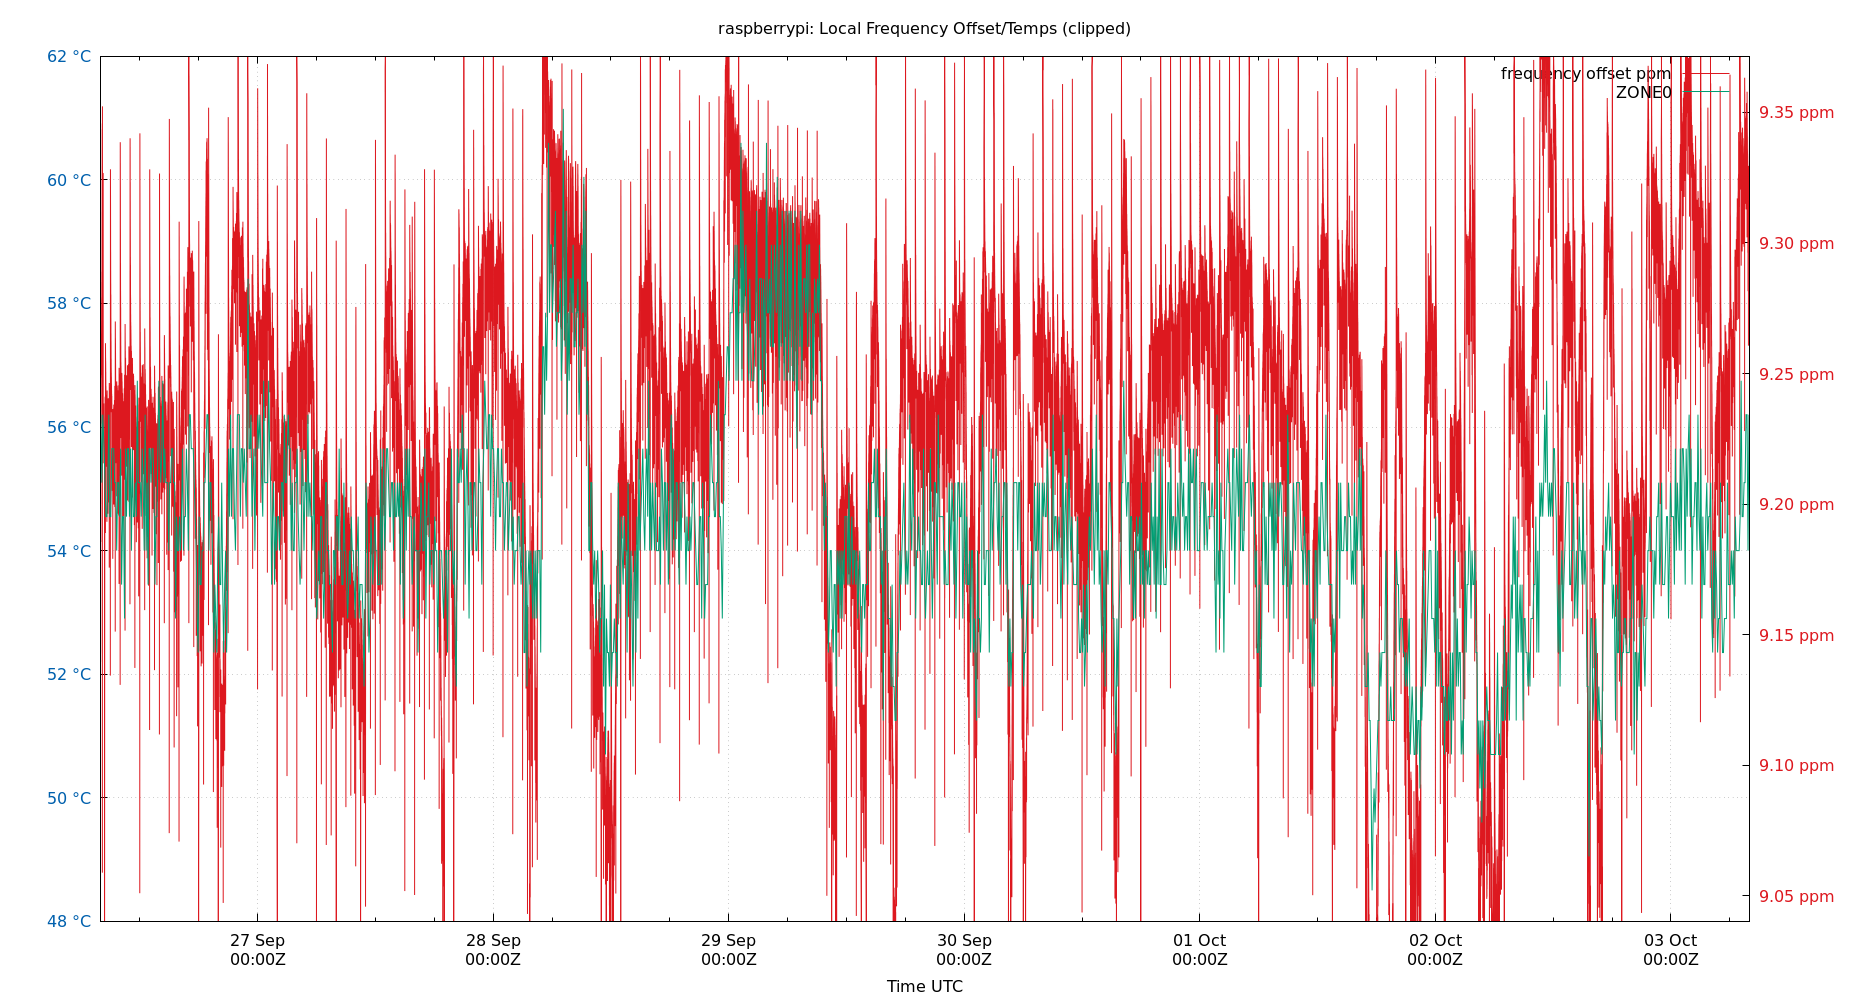 raspberrypi: Local Frequency Offset/Temps (clipped)
62 °C
60 °C
58 °C
56 °C
54 °C
52 °C
50 °C
48 °C
frequency offset ppm
ZONE0
9.35 ppm
9.30 ppm
9.25 ppm
9.20 ppm
9.15 ppm
9.10 ppm
9.05 ppm
27 Sep 28 Sep 29 Sep 30 Sep 01 Oct 02 Oct 03 Oct
00:00Z 00:00Z 00:00Z 00:00Z 00:00Z 00:00Z 00:00Z
Time UTC